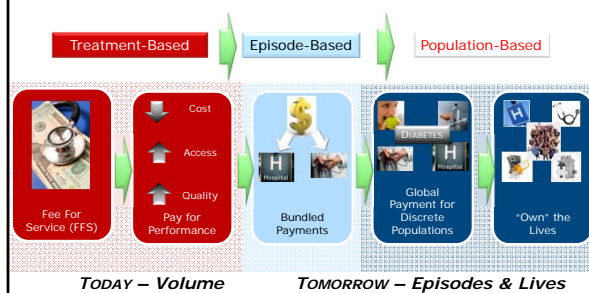 Treatment-Based
Episode-Based
Population-Based
Fee For
Service (FFS)
Cost
Access
Quality
Pay for
Performance
$
H
Hospital
Bundled
Payments
DIABETES
H
Hospital
Global
Payment for
Discrete
Populations
H
"Own" the
Lives
TODAY – Volume
TOMORROW – Episodes & Lives